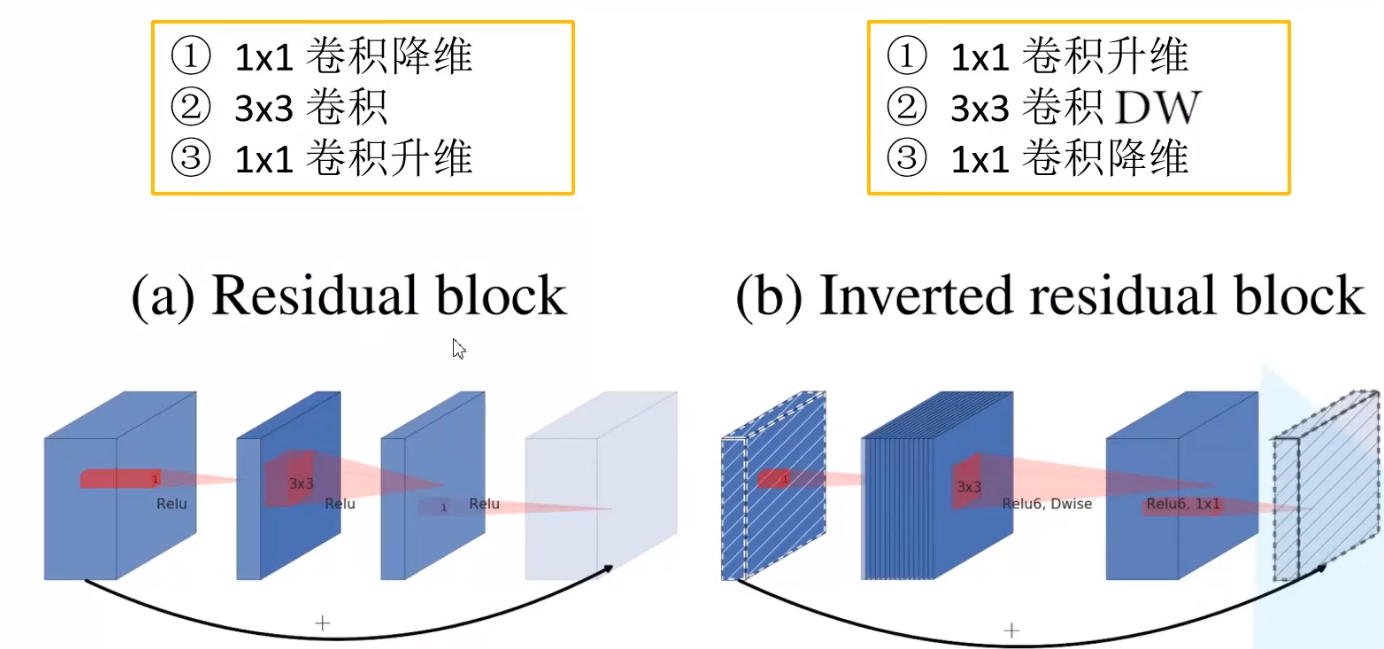 ① 1x1 卷积降维
② 3x3 卷积
③ 1x1 卷积升维
① 1x1 卷积升维
② 3x3 卷积 DW
③ 1x1 卷积降维
(a) Residual block
(b) Inverted residual block
1
Relu
3x3
Relu
1
Relu
+
1
3x3
Relu6, Dwise
Relu6, 1x1
+